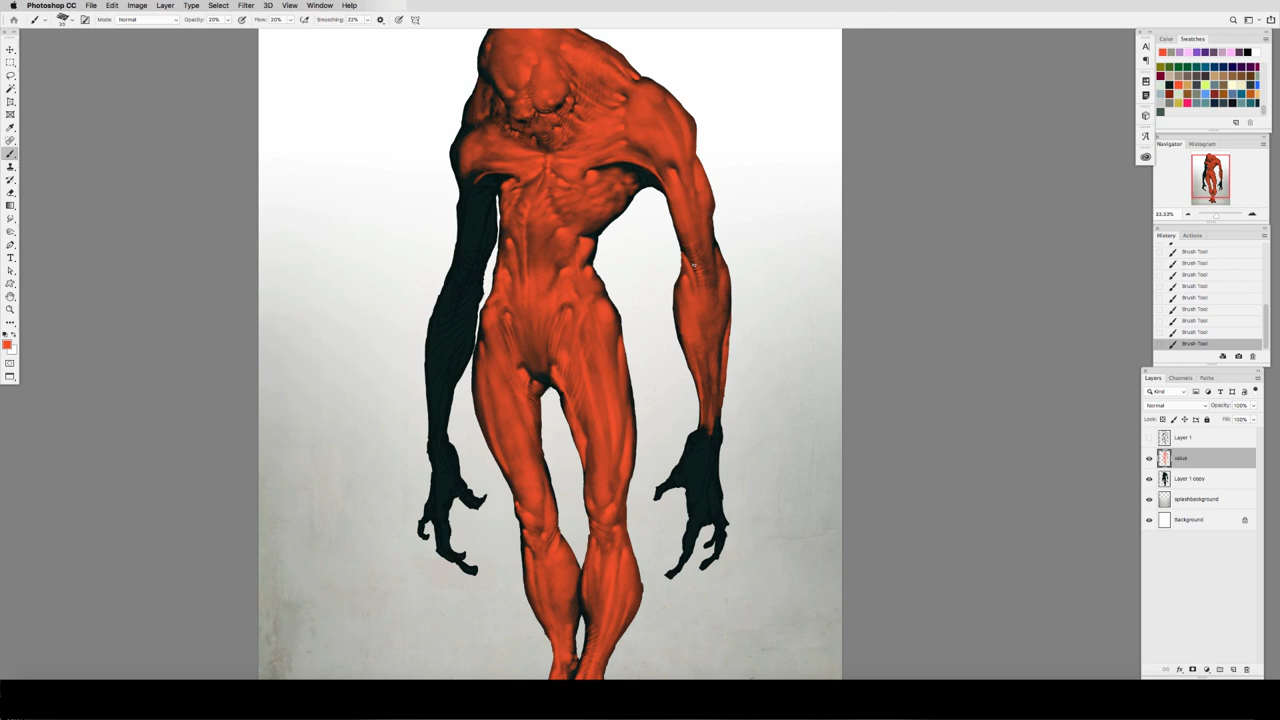 Photoshop CC File Edit Image Layer Type Select Filter 3D View Window Help
Mode: Normal Opacity: 20% Flow: 20% Smoothing: 22%
Color Swatches
Navigator Histogram
33.33%
History Actions
Brush Tool
Brush Tool
Brush Tool
Brush Tool
Brush Tool
Brush Tool
Brush Tool
Brush Tool
Brush Tool
Layers Channels Paths
Kind
Normal Opacity: 100%
Lock: Fill: 100%
Layer 1
value
Layer 1 copy
splashbackground
Background